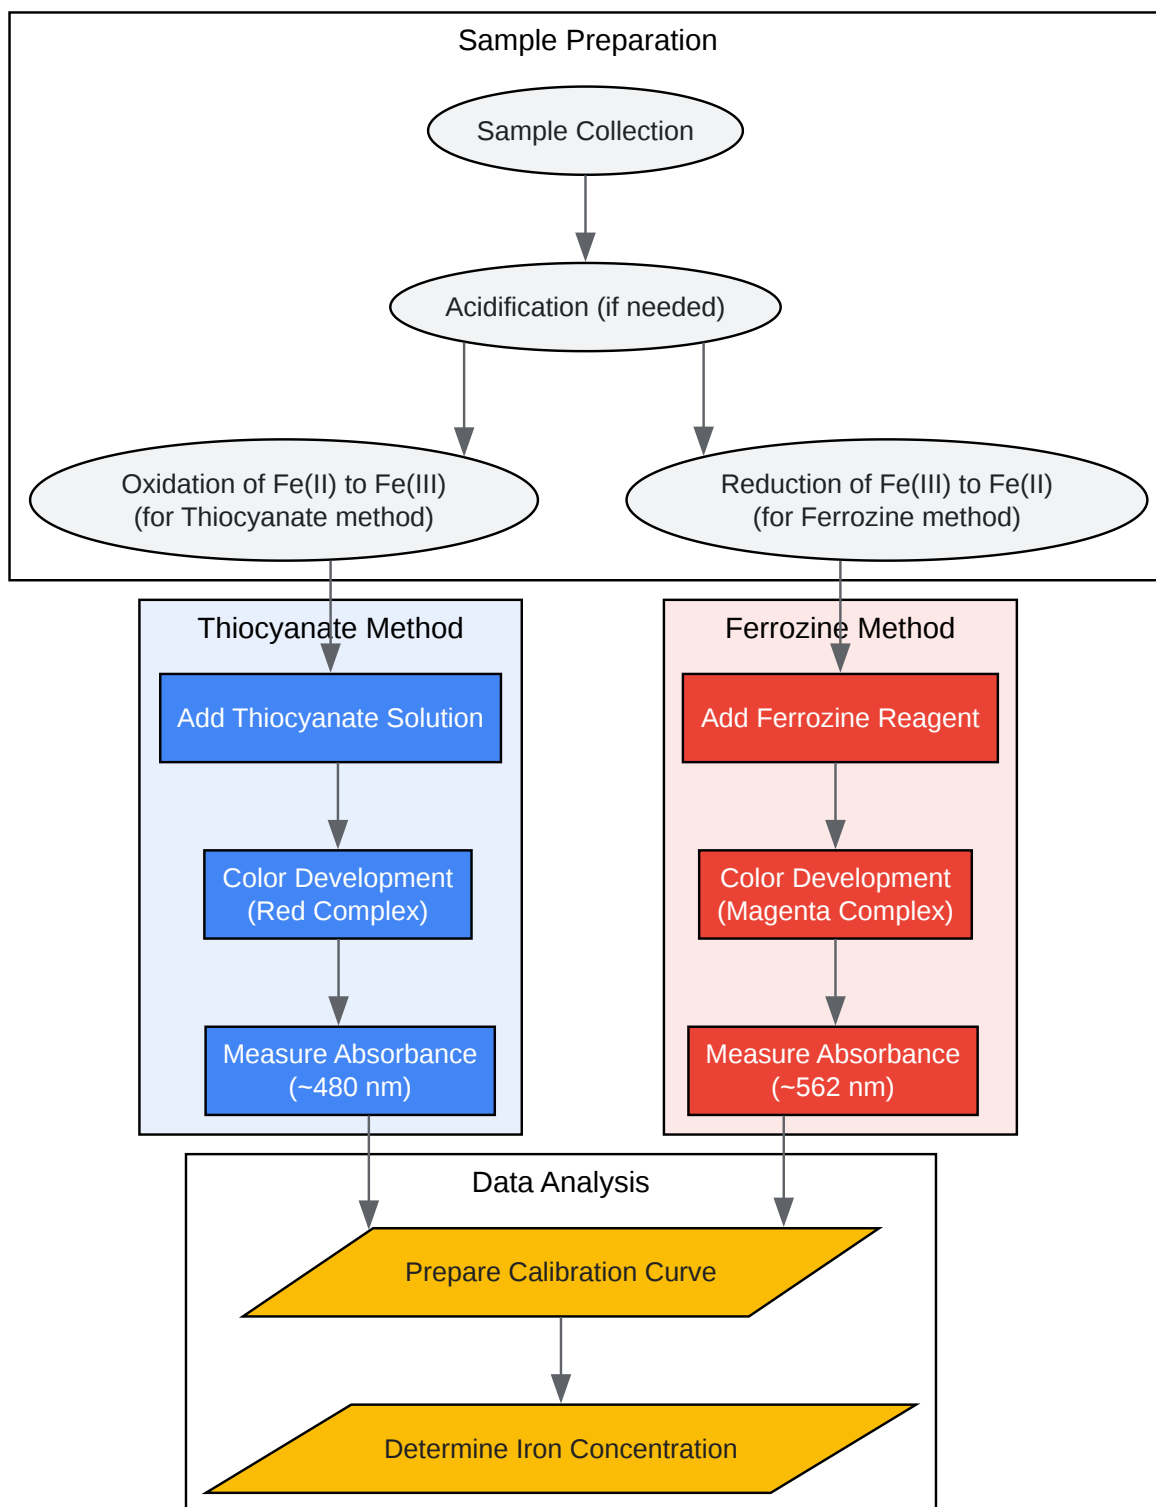 Sample Preparation
Sample Collection
Acidification (if needed)
Oxidation of Fe(II) to Fe(III)
(for Thiocyanate method)
Reduction of Fe(III) to Fe(II)
(for Ferrozine method)
Thiocyanate Method
Add Thiocyanate Solution
Color Development
(Red Complex)
Measure Absorbance
(~480 nm)
Ferrozine Method
Add Ferrozine Reagent
Color Development
(Magenta Complex)
Measure Absorbance
(~562 nm)
Data Analysis
Prepare Calibration Curve
Determine Iron Concentration